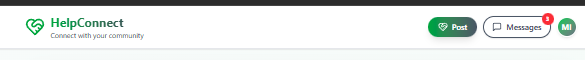 HelpConnect
Connect with your community
Post
Messages
3
MI